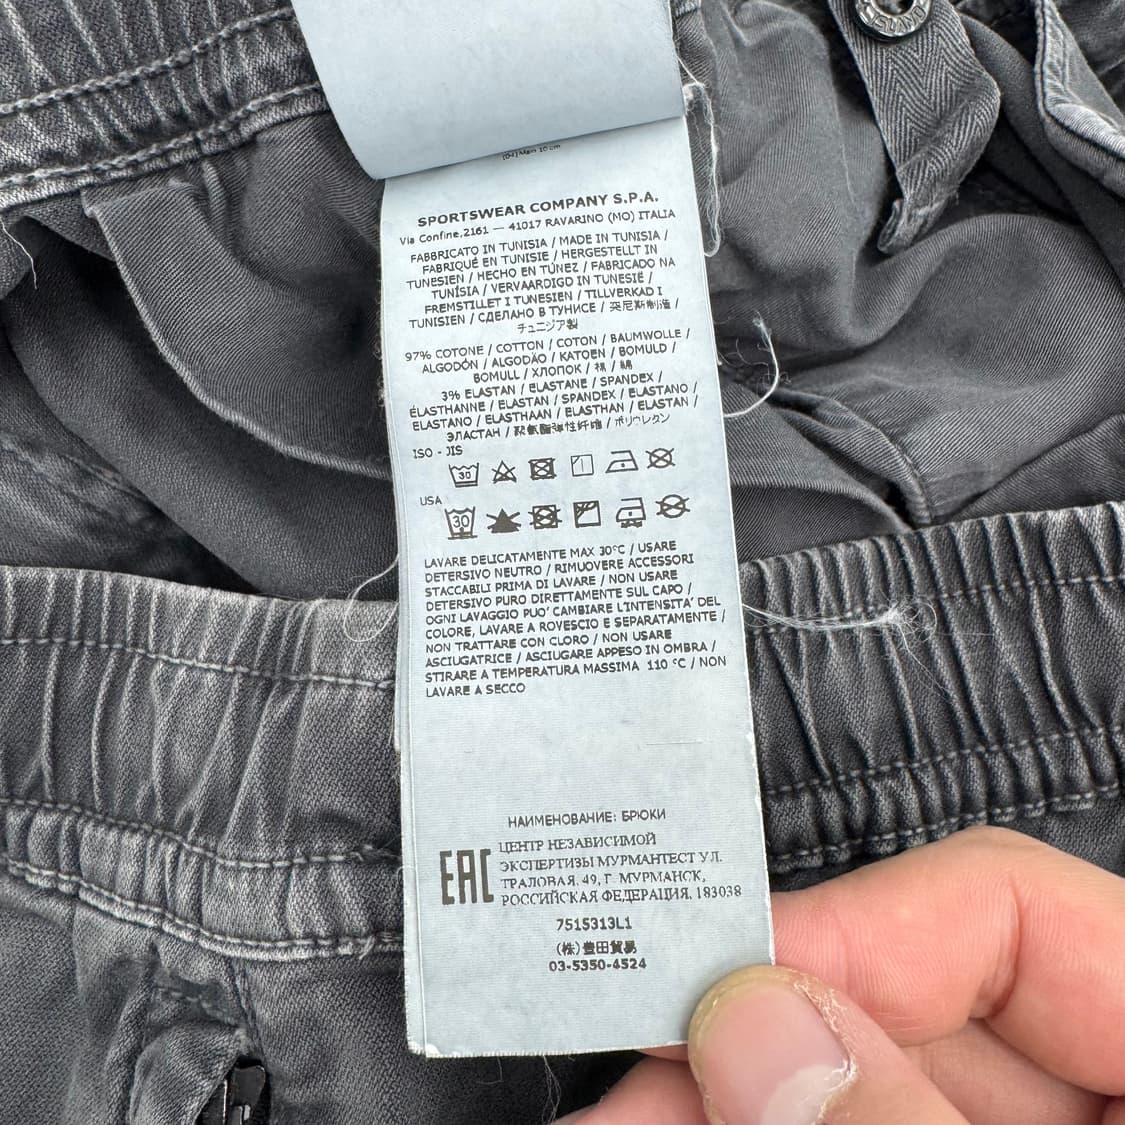 [04] Man 10 cm
SPORTSWEAR COMPANY S.P.A.
Via Confine,2161 — 41017 RAVARINO (MO) ITALIA
FABBRICATO IN TUNISIA / MADE IN TUNISIA /
FABRIQUÉ EN TUNISIE / HERGESTELLT IN
TUNESIEN / HECHO EN TÚNEZ / FABRICADO NA
TUNÍSIA / VERVAARDIGD IN TUNESIË /
FREMSTILLET I TUNESIEN / TILLVERKAD I
TUNISIEN / СДЕЛАНО В ТУНИСЕ / 突尼斯制造 /
チュニジア製
97% COTONE / COTTON / COTON / BAUMWOLLE /
ALGODÓN / ALGODÃO / KATOEN / BOMULD /
BOMULL / ХЛОПОК / 棉 / 綿
3% ELASTAN / ELASTANE / SPANDEX /
ÉLASTHANNE / ELASTAN / SPANDEX / ELASTANO /
ELASTANO / ELASTHAAN / ELASTHAN / ELASTAN /
ЭЛАСТАН / 聚氨酯弹性纤维 / ポリウレタン
ISO - JIS
30
USA
30
LAVARE DELICATAMENTE MAX 30°C / USARE
DETERSIVO NEUTRO / RIMUOVERE ACCESSORI
STACCABILI PRIMA DI LAVARE / NON USARE
DETERSIVO PURO DIRETTAMENTE SUL CAPO /
OGNI LAVAGGIO PUO' CAMBIARE L'INTENSITA' DEL
COLORE, LAVARE A ROVESCIO E SEPARATAMENTE /
NON TRATTARE CON CLORO / NON USARE
ASCIUGATRICE / ASCIUGARE APPESO IN OMBRA /
STIRARE A TEMPERATURA MASSIMA 110 °C / NON
LAVARE A SECCO
НАИМЕНОВАНИЕ: БРЮКИ
EAC
ЦЕНТР НЕЗАВИСИМОЙ
ЭКСПЕРТИЗЫ МУРМАНТЕСТ УЛ.
ТРАЛОВАЯ, 49, Г. МУРМАНСК,
РОССИЙСКАЯ ФЕДЕРАЦИЯ, 183038
7515313L1
(株)豊田貿易
03-5350-4524